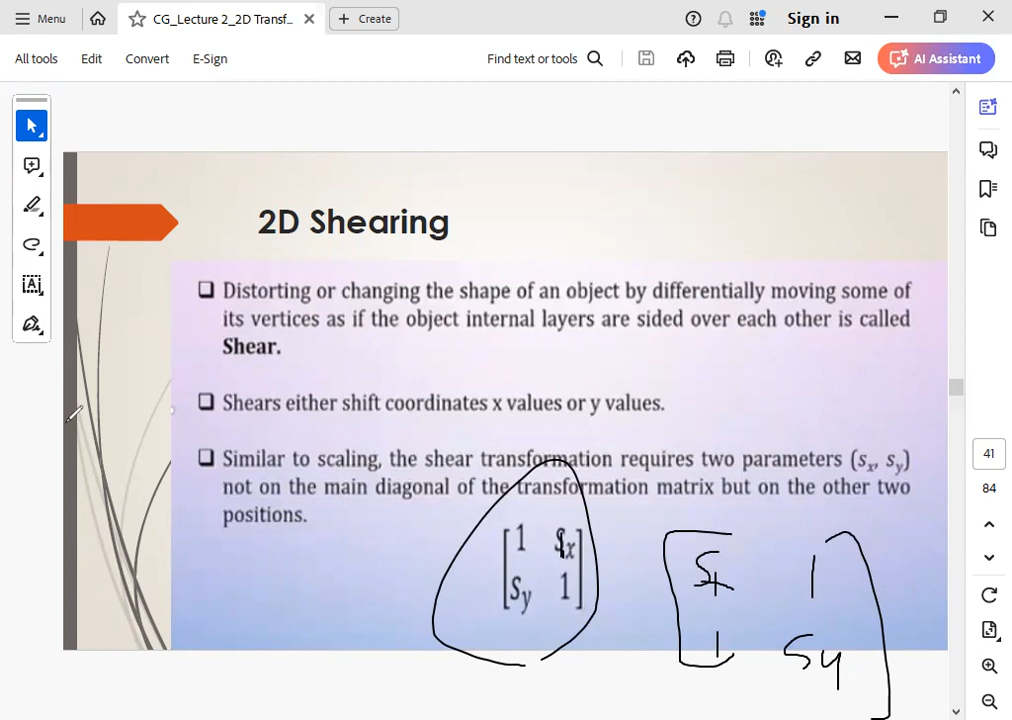 Menu
CG_Lecture 2_2D Transf...
Create
Sign in
All tools
Edit
Convert
E-Sign
Find text or tools
AI Assistant
2D Shearing
Distorting or changing the shape of an object by differentially moving some of
its vertices as if the object internal layers are sided over each other is called
Shear.
Shears either shift coordinates x values or y values.
Similar to scaling, the shear transformation requires two parameters (sx, sy)
not on the main diagonal of the transformation matrix but on the other two
positions.
1 sx
sy 1
Sx 1
1 Sy
41
84